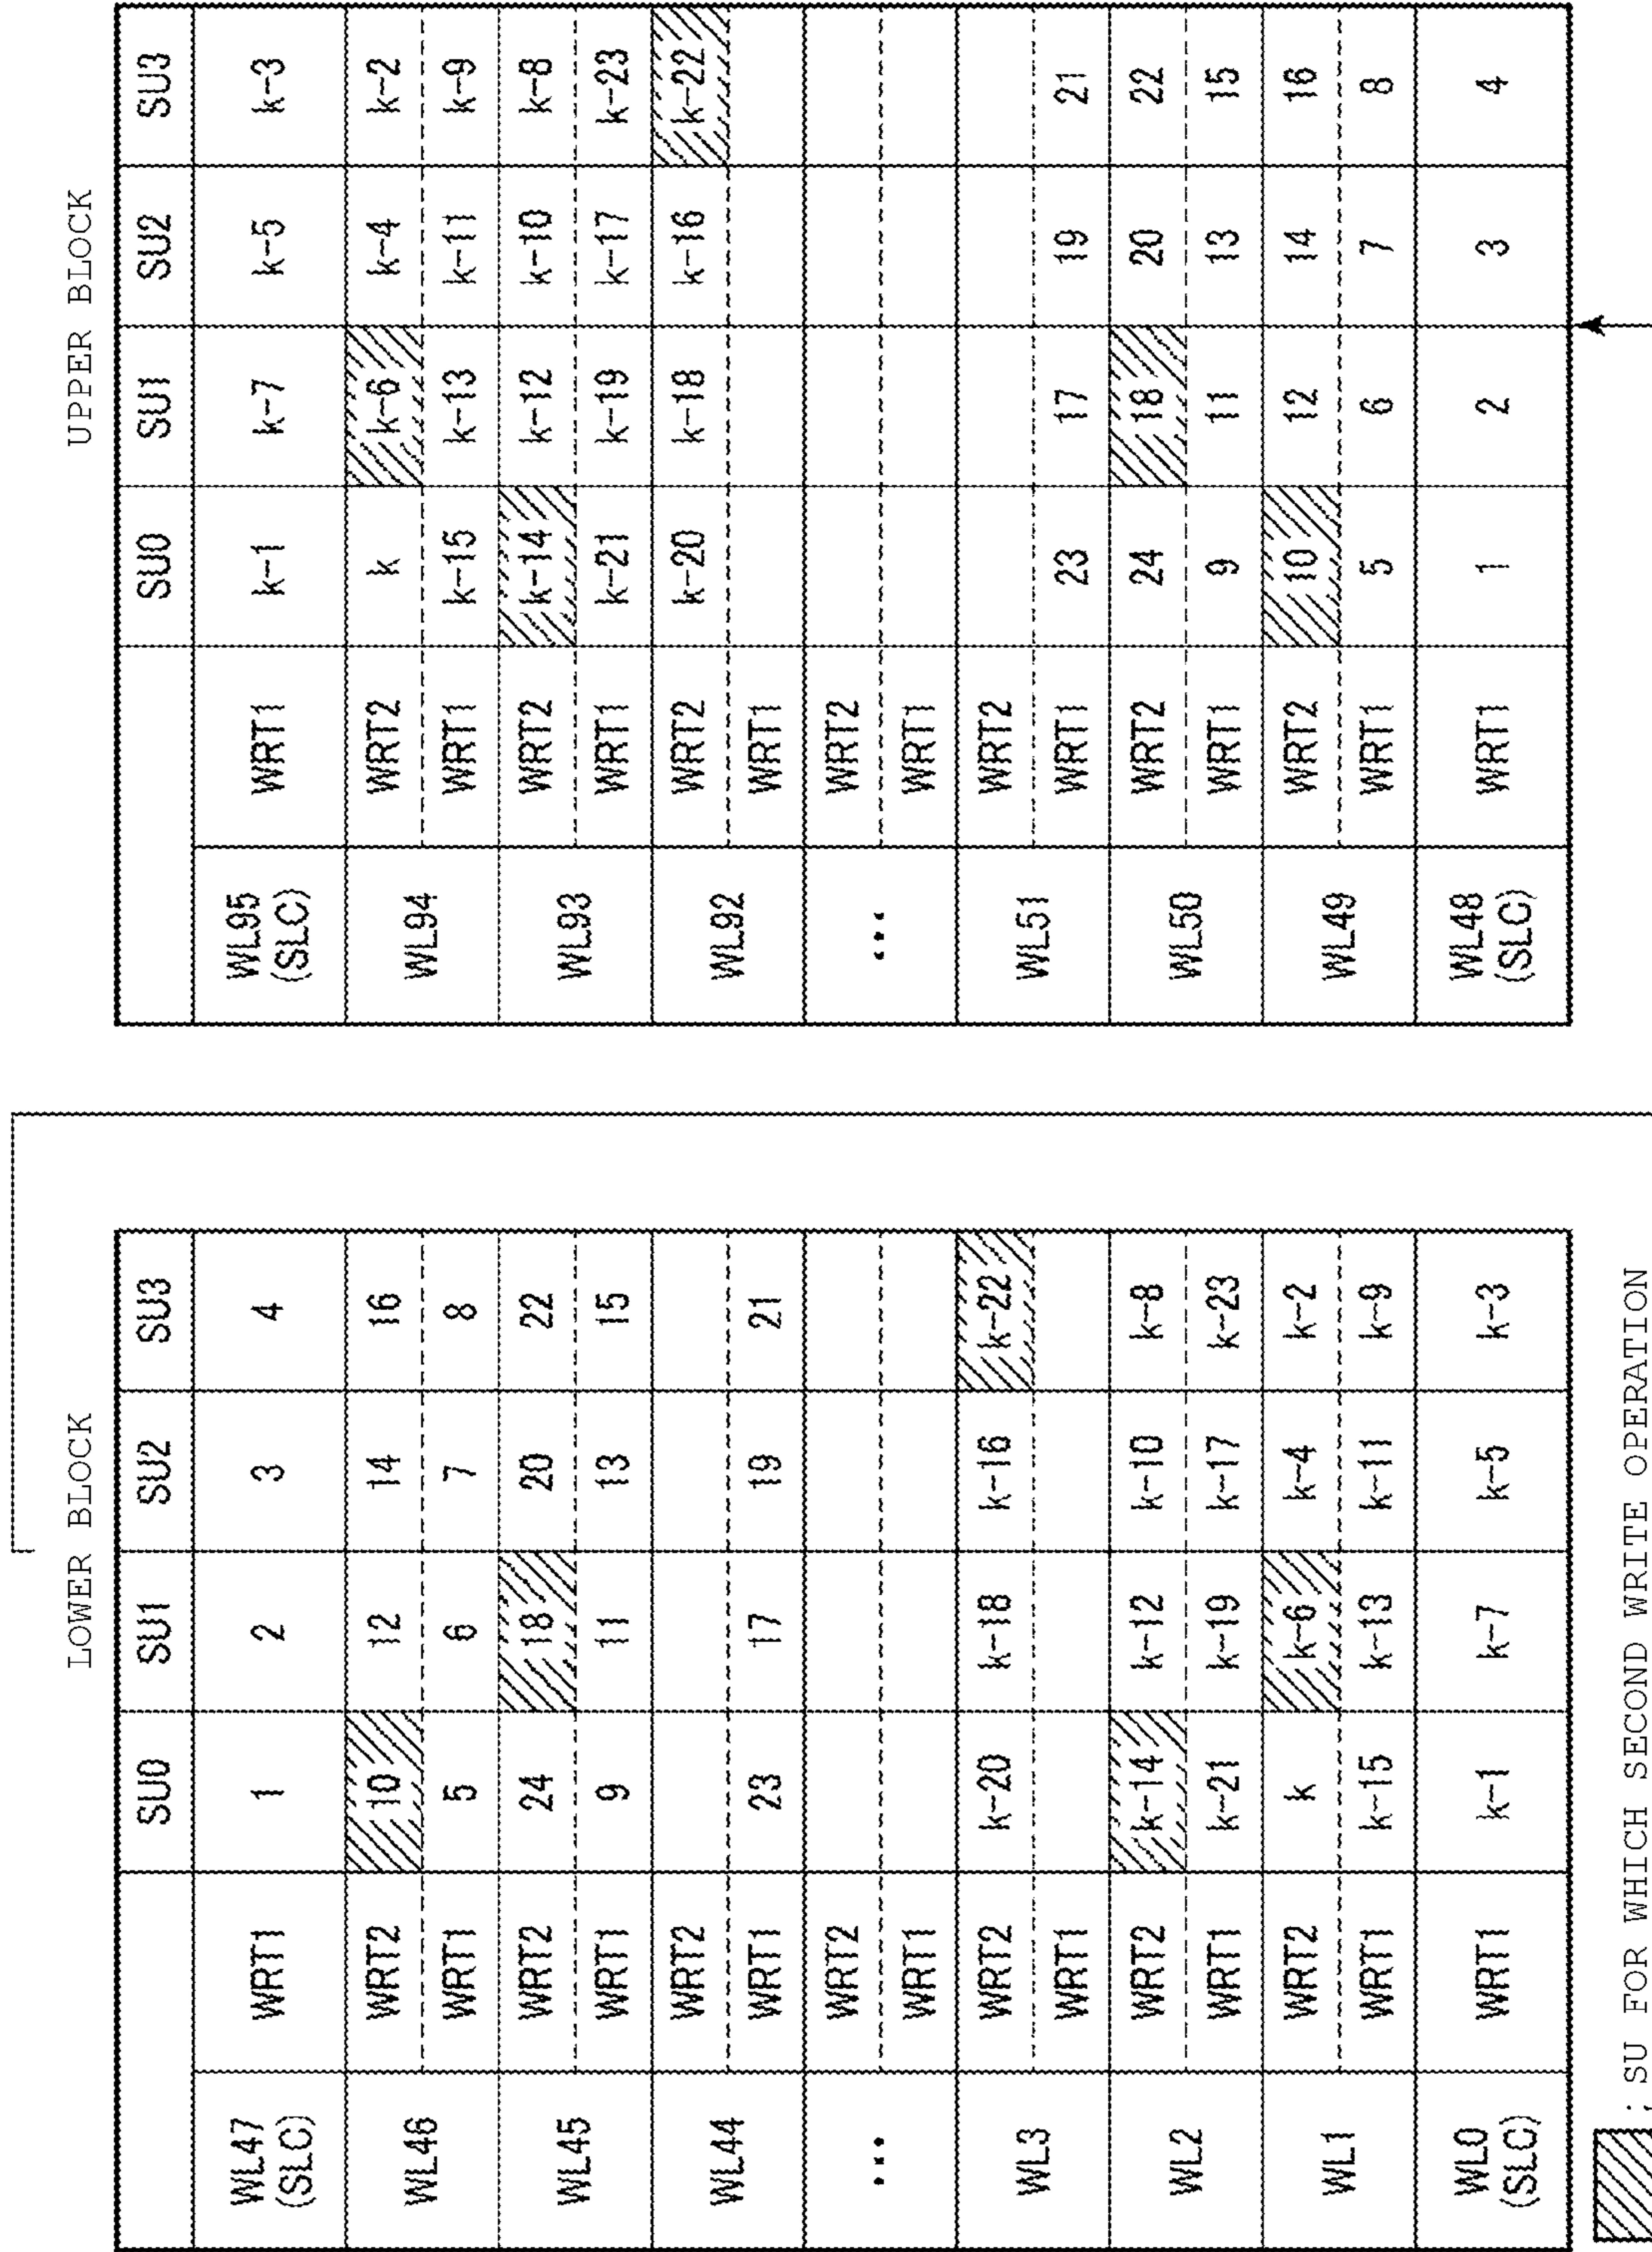 LOWER BLOCK
SU0 SU1 SU2 SU3
WL47 (SLC) WRT1 1 2 3 4
WL46 WRT2 10 12 14 16
WRT1 5 6 7 8
WL45 WRT2 24 18 20 22
WRT1 9 11 13 15
WL44 WRT2
WRT1 23 17 19 21
... WRT2
WRT1
WL3 WRT2 k-20 k-18 k-16 k-22
WRT1
WL2 WRT2 k-14 k-12 k-10 k-8
WRT1 k-21 k-19 k-17 k-23
WL1 WRT2 k k-6 k-4 k-2
WRT1 k-15 k-13 k-11 k-9
WL0 (SLC) WRT1 k-1 k-7 k-5 k-3
UPPER BLOCK
SU0 SU1 SU2 SU3
WL95 (SLC) WRT1 k-1 k-7 k-5 k-3
WL94 WRT2 k k-6 k-4 k-2
WRT1 k-15 k-13 k-11 k-9
WL93 WRT2 k-14 k-12 k-10 k-8
WRT1 k-21 k-19 k-17 k-23
WL92 WRT2 k-20 k-18 k-16 k-22
WRT1
... WRT2
WRT1
WL51 WRT2
WRT1 23 17 19 21
WL50 WRT2 24 18 20 22
WRT1 9 11 13 15
WL49 WRT2 10 12 14 16
WRT1 5 6 7 8
WL48 (SLC) WRT1 1 2 3 4
; SU FOR WHICH SECOND WRITE OPERATION